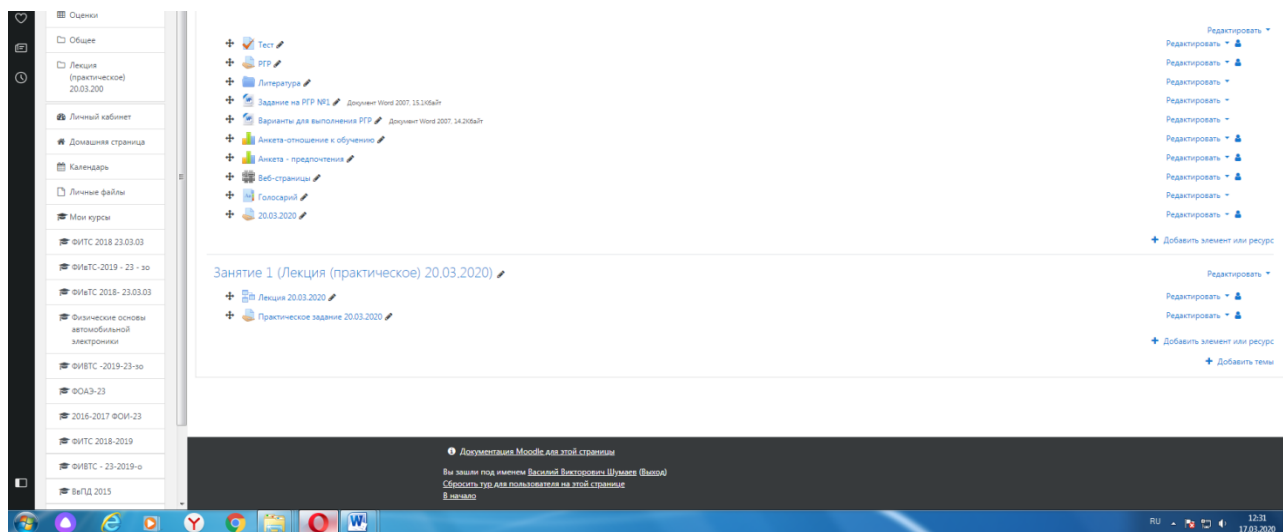 Оценки
Общее
Лекция
(практическое)
20.03.200
Личный кабинет
Домашняя страница
Календарь
Личные файлы
Мои курсы
ФИТС 2018 23.03.03
ФИвТС-2019 - 23 - зо
ФИвТС 2018- 23.03.03
Физические основы
автомобильной
электроники
ФИВТС -2019-23-зо
ФОАЭ-23
2016-2017 ФОИ-23
ФИТС 2018-2019
ФИВТС - 23-2019-о
ВеПД 2015
Редактировать
Тест Редактировать
РГР Редактировать
Литература Редактировать
Задание на РГР №1 Документ Word 2007, 15.1Кбайт Редактировать
Варианты для выполнения РГР Документ Word 2007, 14.2Кбайт Редактировать
Анкета-отношение к обучению Редактировать
Анкета - предпочтения Редактировать
Веб-страницы Редактировать
Голосарий Редактировать
20.03.2020 Редактировать
+ Добавить элемент или ресурс
Занятие 1 (Лекция (практическое) 20.03.2020) Редактировать
Лекция 20.03.2020 Редактировать
Практическое задание 20.03.2020 Редактировать
+ Добавить элемент или ресурс
+ Добавить темы
Документация Moodle для этой страницы
Вы зашли под именем Василий Викторович Шумаев (Выход)
Сбросить тур для пользователя на этой странице
В начало
RU 12:31
17.03.2020